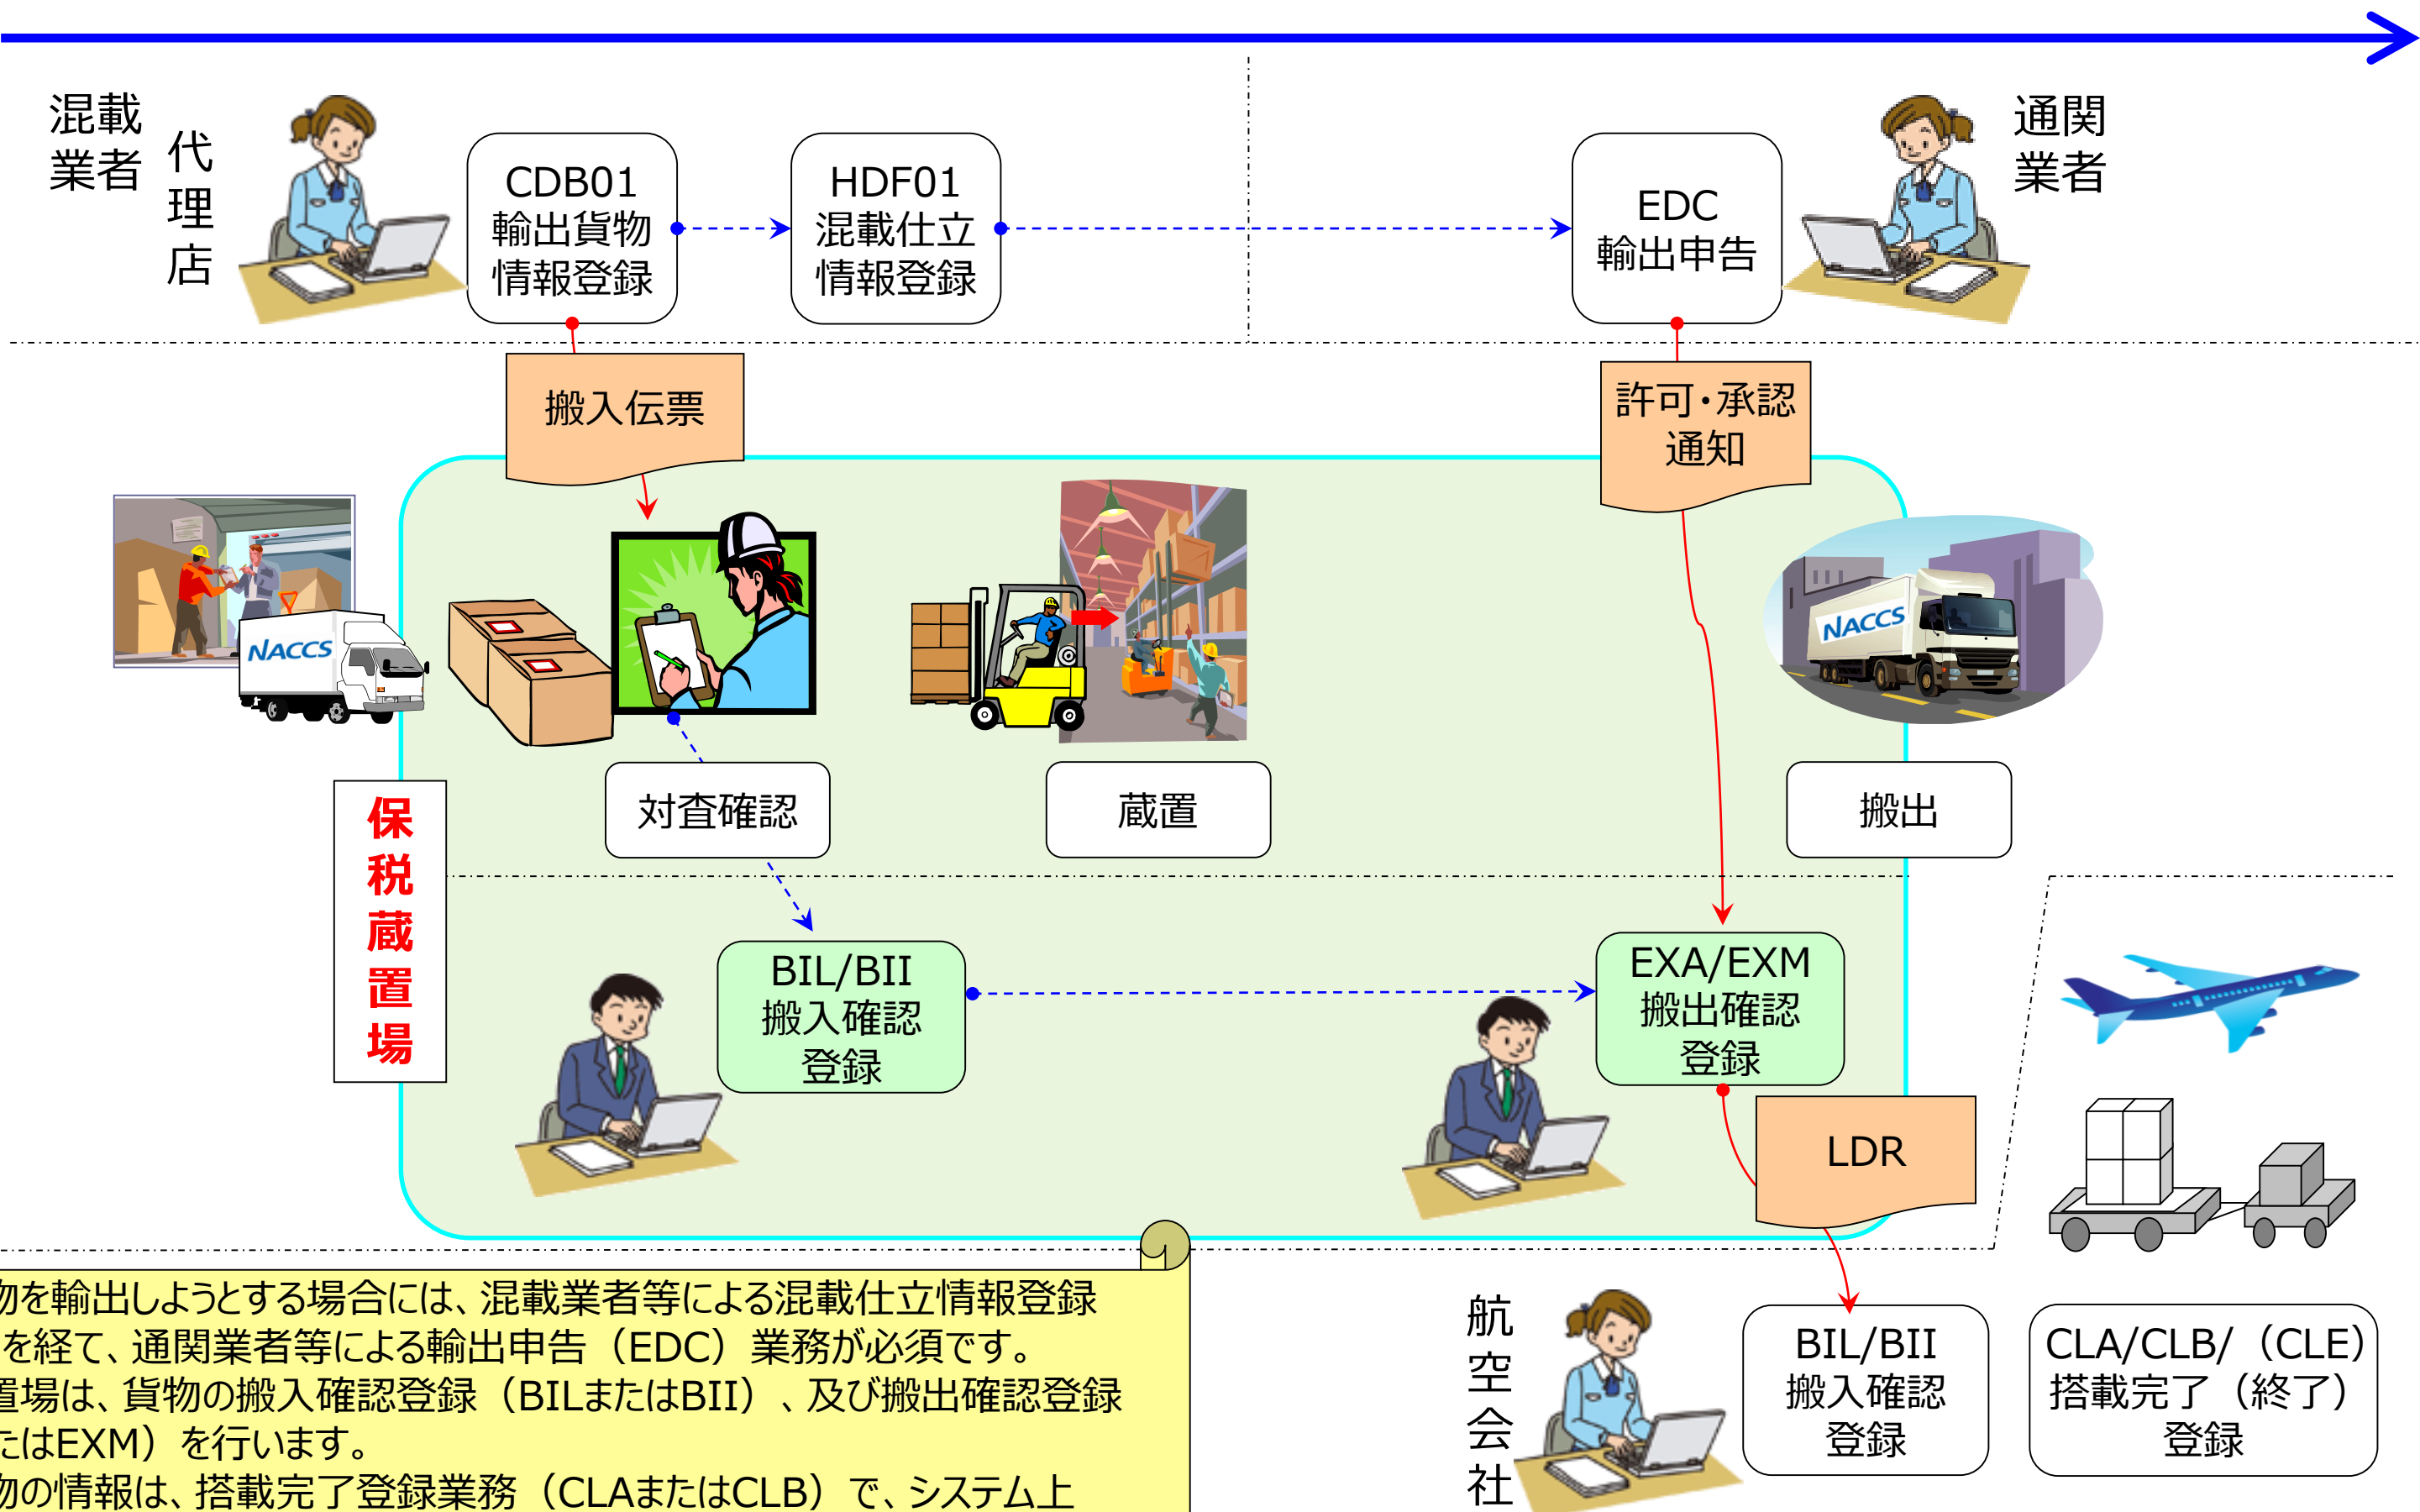 混載
業者
代
理
店
CDB01
輸出貨物
情報登録
HDF01
混載仕立
情報登録
EDC
輸出申告
通関
業者
搬入伝票
許可・承認
通知
NACCS
NACCS
対査確認
蔵置
搬出
保
税
蔵
置
場
BIL/BII
搬入確認
登録
EXA/EXM
搬出確認
登録
LDR
物を輸出しようとする場合には、混載業者等による混載仕立情報登録
を経て、通関業者等による輸出申告（EDC）業務が必須です。
置場は、貨物の搬入確認登録（BILまたはBII）、及び搬出確認登録
たはEXM）を行います。
物の情報は、搭載完了登録業務（CLAまたはCLB）で、システム上
航
空
会
社
BIL/BII
搬入確認
登録
CLA/CLB/（CLE）
搭載完了（終了）
登録